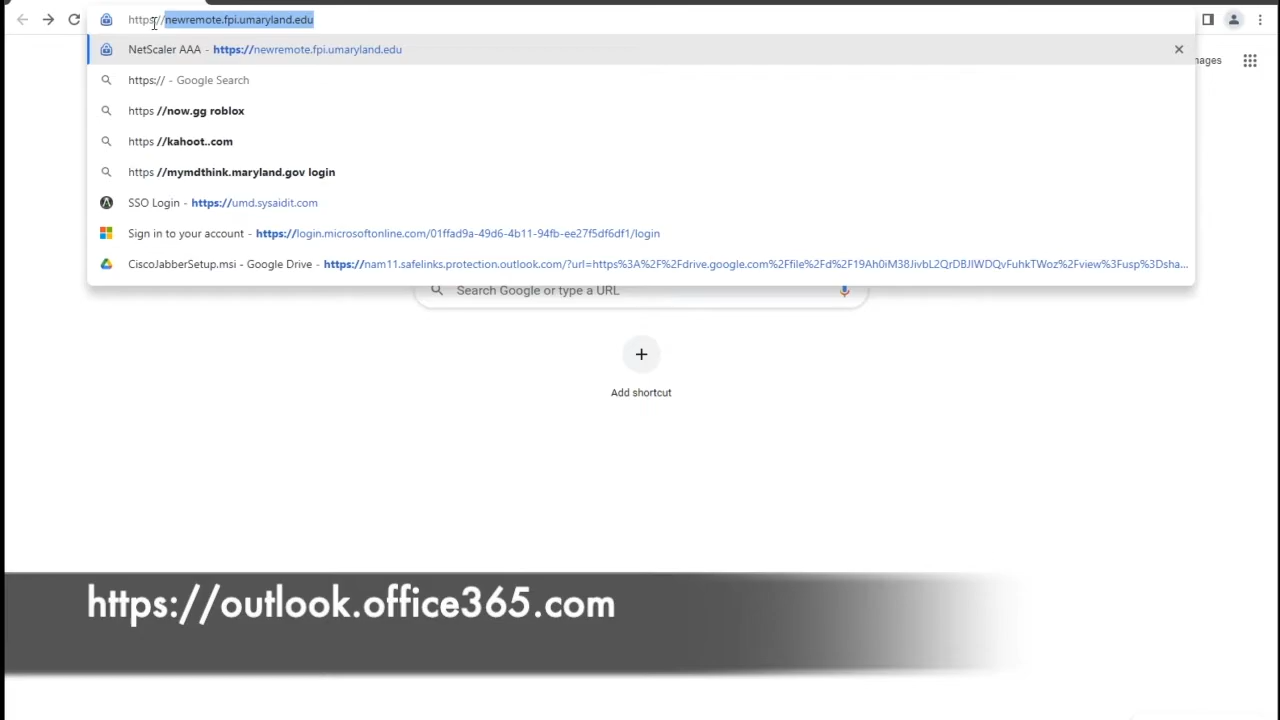 https://newremote.fpi.umaryland.edu
NetScaler AAA - https://newremote.fpi.umaryland.edu
https:// - Google Search
https //now.gg roblox
https //kahoot..com
https //mymdthink.maryland.gov login
SSO Login - https://umd.sysaidit.com
Sign in to your account - https://login.microsoftonline.com/01ffad9a-49d6-4b11-94fb-ee27f5df6df1/login
CiscoJabberSetup.msi - Google Drive - https://nam11.safelinks.protection.outlook.com/?url=https%3A%2F%2Fdrive.google.com%2Ffile%2Fd%2F19Ah0iM38JivbL2QrDBJIWDQvFuhkTWoz%2Fview%3Fusp%3Dsha...
Search Google or type a URL
Add shortcut
https://outlook.office365.com